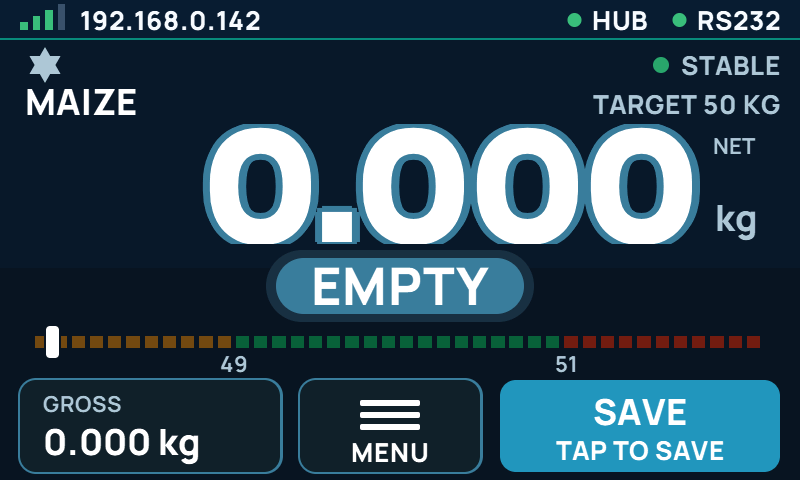 192.168.0.142
HUB
RS232
STABLE
MAIZE
TARGET 50 KG
0.000
NET
kg
EMPTY
49
51
GROSS
0.000 kg
MENU
SAVE
TAP TO SAVE